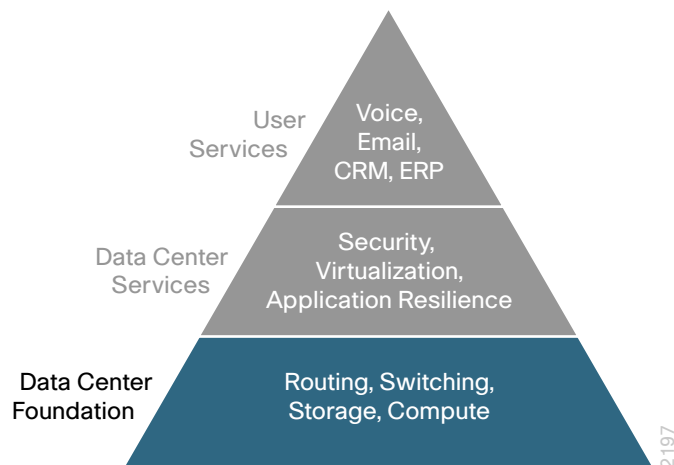 User
Services
Voice,
Email,
CRM, ERP
Data Center
Services
Security,
Virtualization,
Application Resilience
Data Center
Foundation
Routing, Switching,
Storage, Compute
2197